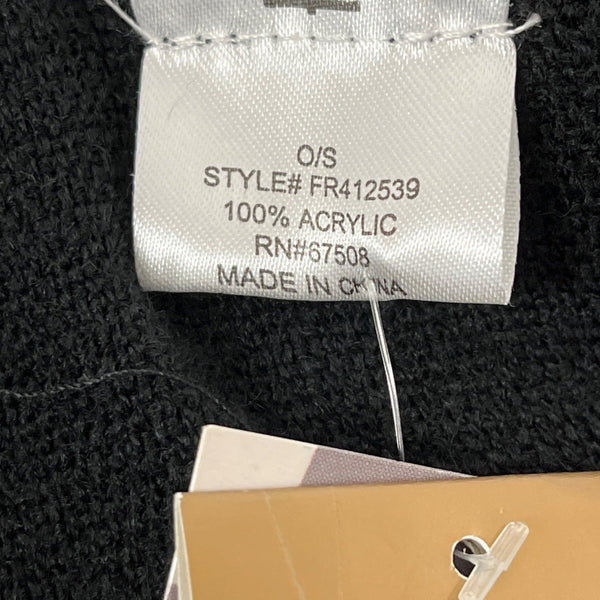 O/S
STYLE# FR412539
100% ACRYLIC
RN#67508
MADE IN CHINA